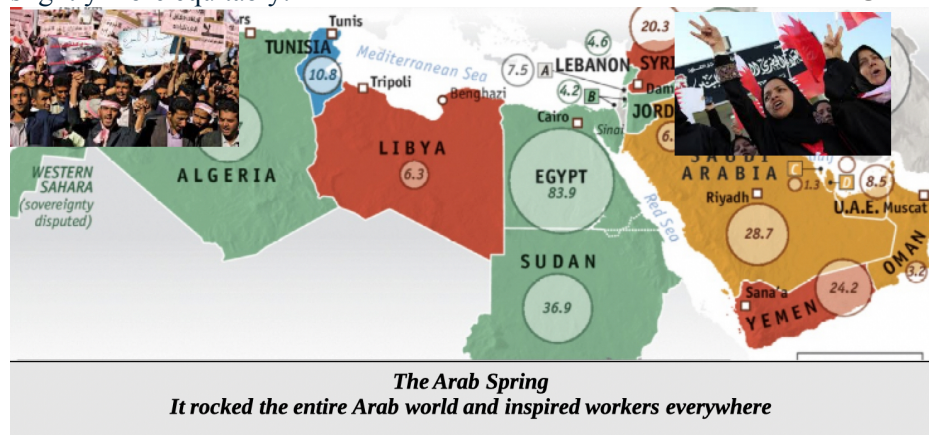 Tunis
TUNISIA
10.8
Mediterranean Sea
Tripoli
Benghazi
4.6
LEBANON
7.5
A
4.2
B
20.3
Cairo
Sinai
WESTERN
SAHARA
(sovereignty
disputed)
ALGERIA
LIBYA
6.3
EGYPT
83.9
Red Sea
ARABIA
Riyadh
28.7
C
1.3
D
8.5
U.A.E.
Muscat
OMAN
3.2
SUDAN
36.9
Sana'a
YEMEN
24.2
The Arab Spring
It rocked the entire Arab world and inspired workers everywhere